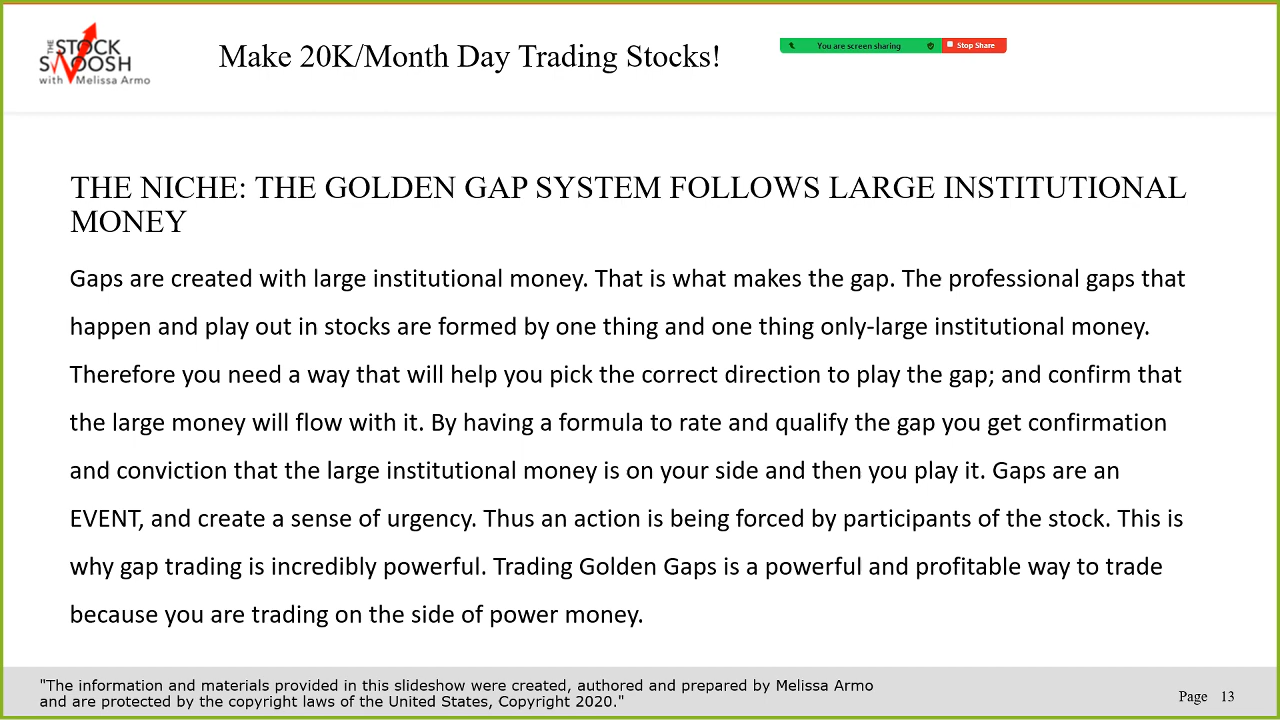 THE STOCK
SWOOSH
with Melissa Armo
Make 20K/Month Day Trading Stocks!
You are screen sharing
Stop Share
THE NICHE: THE GOLDEN GAP SYSTEM FOLLOWS LARGE INSTITUTIONAL
MONEY
Gaps are created with large institutional money. That is what makes the gap. The professional gaps that
happen and play out in stocks are formed by one thing and one thing only-large institutional money.
Therefore you need a way that will help you pick the correct direction to play the gap; and confirm that
the large money will flow with it. By having a formula to rate and qualify the gap you get confirmation
and conviction that the large institutional money is on your side and then you play it. Gaps are an
EVENT, and create a sense of urgency. Thus an action is being forced by participants of the stock. This is
why gap trading is incredibly powerful. Trading Golden Gaps is a powerful and profitable way to trade
because you are trading on the side of power money.
"The information and materials provided in this slideshow were created, authored and prepared by Melissa Armo
and are protected by the copyright laws of the United States, Copyright 2020."
Page 13